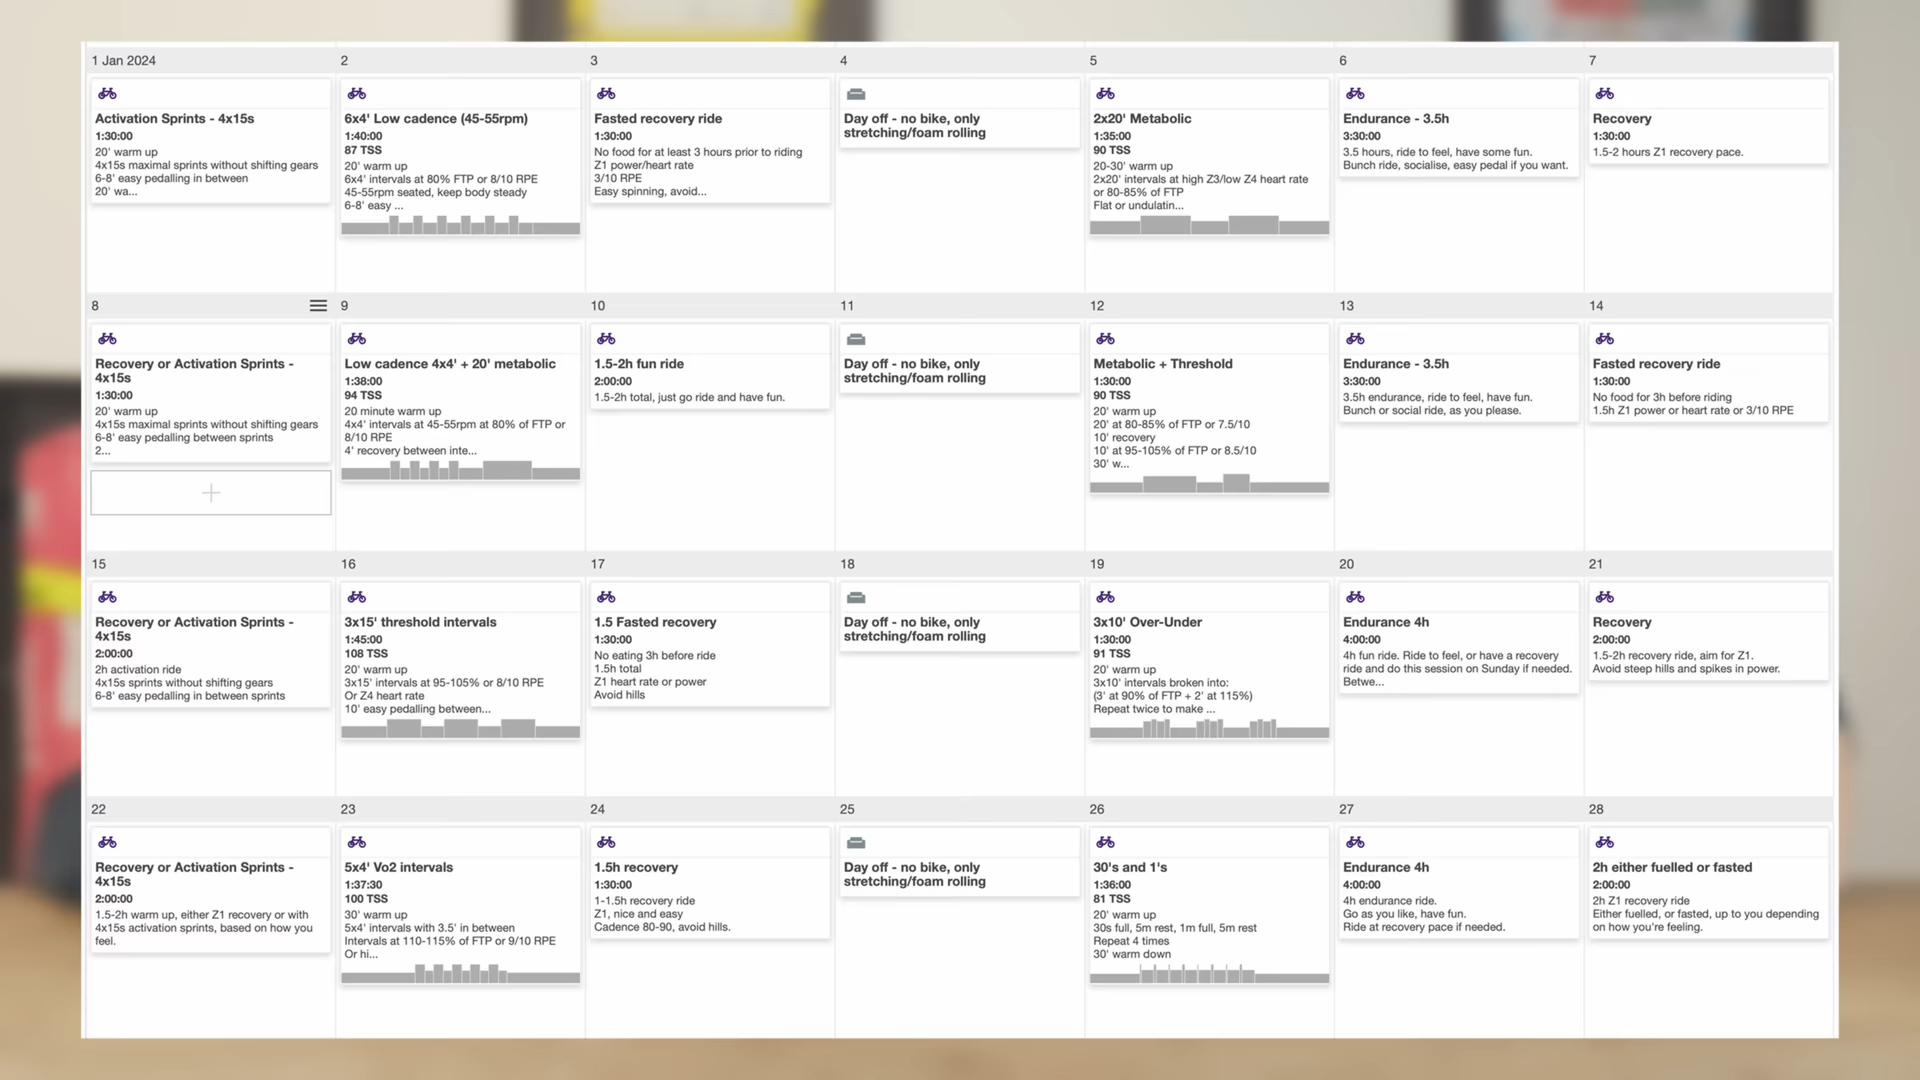 1 Jan 2024
Activation Sprints - 4x15s
1:30:00
20' warm up
4x15s maximal sprints without shifting gears
6-8' easy pedalling in between
20' wa...
2
6x4' Low cadence (45-55rpm)
1:40:00
87 TSS
20' warm up
6x4' intervals at 80% FTP or 8/10 RPE
45-55rpm seated, keep body steady
6-8' easy ...
3
Fasted recovery ride
1:30:00
No food for at least 3 hours prior to riding
Z1 power/heart rate
3/10 RPE
Easy spinning, avoid...
4
Day off - no bike, only
stretching/foam rolling
5
2x20' Metabolic
1:35:00
90 TSS
20-30' warm up
2x20' intervals at high Z3/low Z4 heart rate
or 80-85% of FTP
Flat or undulatin...
6
Endurance - 3.5h
3:30:00
3.5 hours, ride to feel, have some fun.
Bunch ride, socialise, easy pedal if you want.
7
Recovery
1:30:00
1.5-2 hours Z1 recovery pace.
8
Recovery or Activation Sprints -
4x15s
1:30:00
20' warm up
4x15s maximal sprints without shifting gears
6-8' easy pedalling between sprints
2...
9
Low cadence 4x4' + 20' metabolic
1:38:00
94 TSS
20 minute warm up
4x4' intervals at 45-55rpm at 80% of FTP or
8/10 RPE
4' recovery between inte...
10
1.5-2h fun ride
2:00:00
1.5-2h total, just go ride and have fun.
11
Day off - no bike, only
stretching/foam rolling
12
Metabolic + Threshold
1:30:00
90 TSS
20' warm up
20' at 80-85% of FTP or 7.5/10
10' recovery
10' at 95-105% of FTP or 8.5/10
30' w...
13
Endurance - 3.5h
3:30:00
3.5h endurance, ride to feel, have fun.
Bunch or social ride, as you please.
14
Fasted recovery ride
1:30:00
No food for 3h before riding
1.5h Z1 power or heart rate or 3/10 RPE
15
Recovery or Activation Sprints -
4x15s
2:00:00
2h activation ride
4x15s sprints without shifting gears
6-8' easy pedalling in between sprints
16
3x15' threshold intervals
1:45:00
108 TSS
20' warm up
3x15' intervals at 95-105% or 8/10 RPE
Or Z4 heart rate
10' easy pedalling between...
17
1.5 Fasted recovery
1:30:00
No eating 3h before ride
1.5h total
Z1 heart rate or power
Avoid hills
18
Day off - no bike, only
stretching/foam rolling
19
3x10' Over-Under
1:30:00
91 TSS
20' warm up
3x10' intervals broken into:
(3' at 90% of FTP + 2' at 115%)
Repeat twice to make ...
20
Endurance 4h
4:00:00
4h fun ride. Ride to feel, or have a recovery
ride and do this session on Sunday if needed.
Betwe...
21
Recovery
2:00:00
1.5-2h recovery ride, aim for Z1.
Avoid steep hills and spikes in power.
22
Recovery or Activation Sprints -
4x15s
2:00:00
1.5-2h warm up, either Z1 recovery or with
4x15s activation sprints, based on how you
feel.
23
5x4' Vo2 intervals
1:37:30
100 TSS
30' warm up
5x4' intervals with 3.5' in between
Intervals at 110-115% of FTP or 9/10 RPE
Or hi...
24
1.5h recovery
1:30:00
1-1.5h recovery ride
Z1, nice and easy
Cadence 80-90, avoid hills.
25
Day off - no bike, only
stretching/foam rolling
26
30's and 1's
1:36:00
81 TSS
20' warm up
30s full, 5m rest, 1m full, 5m rest
Repeat 4 times
30' warm down
27
Endurance 4h
4:00:00
4h endurance ride.
Go as you like, have fun.
Ride at recovery pace if needed.
28
2h either fuelled or fasted
2:00:00
2h Z1 recovery ride
Either fuelled, or fasted, up to you depending
on how you're feeling.